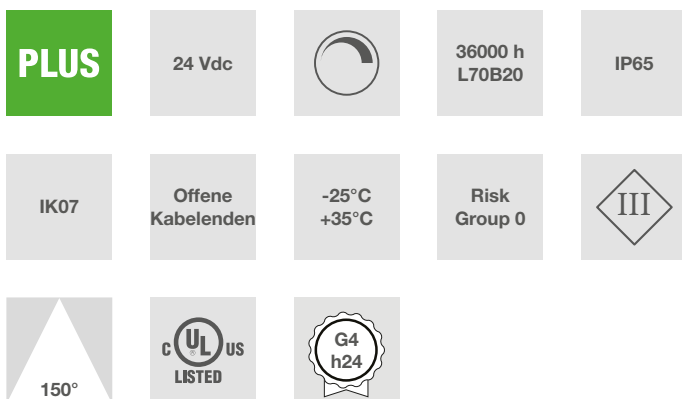 PLUS
24 Vdc
36000 h
L70B20
IP65
IK07
Offene
Kabelenden
-25°C
+35°C
Risk
Group 0
III
150°
C UL® US
LISTED
G4
h24